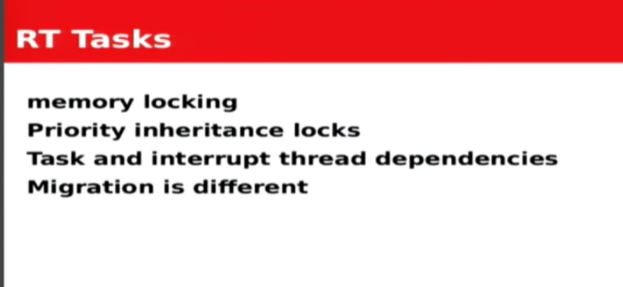 RT Tasks
memory locking
Priority inheritance locks
Task and interrupt thread dependencies
Migration is different